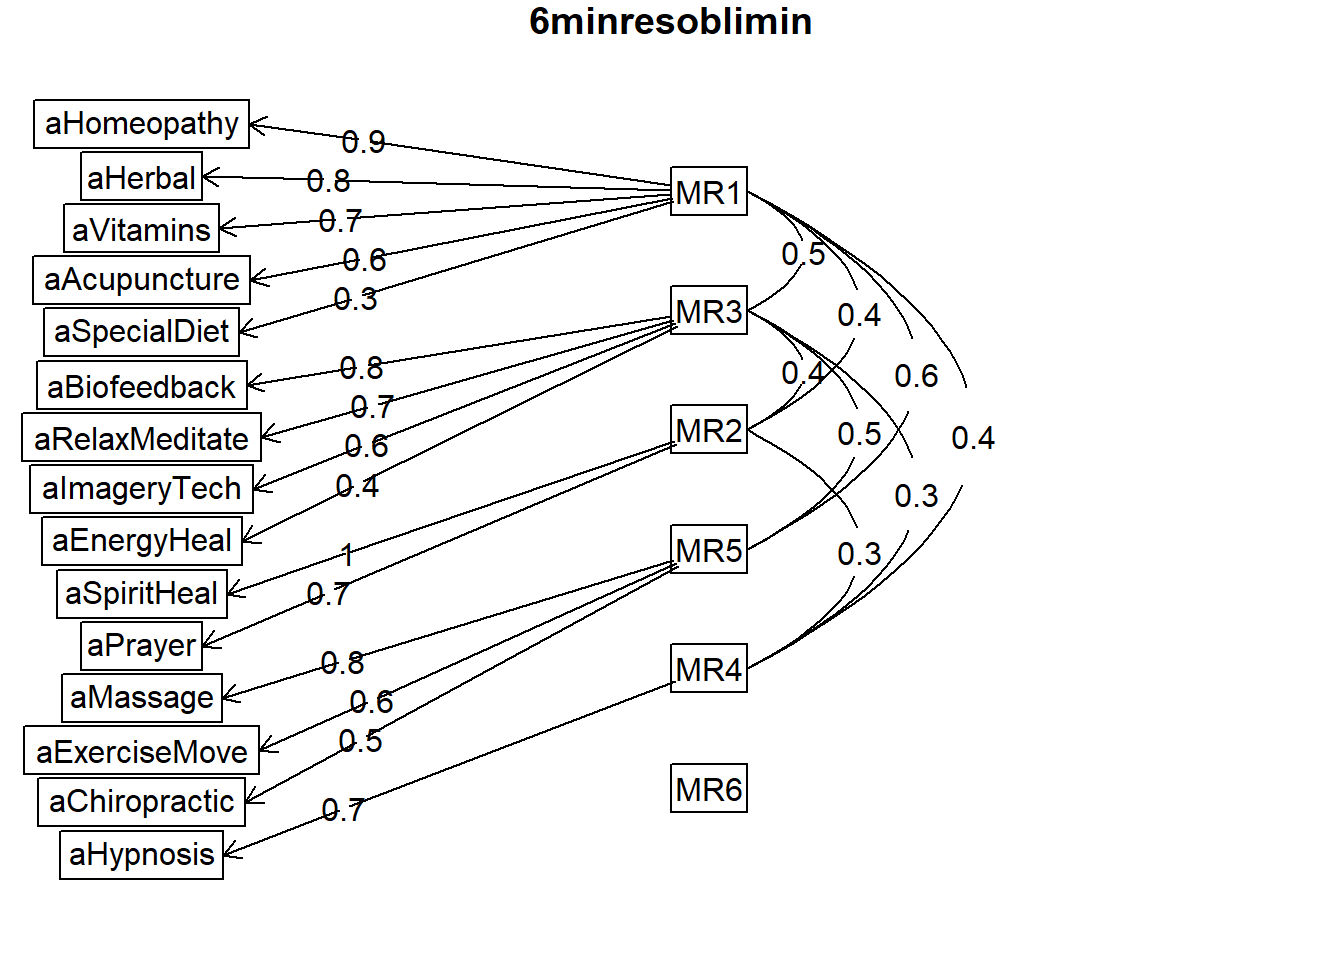 6minresoblimin
aHomeopathy
aHerbal
aVitamins
aAcupuncture
aSpecialDiet
aBiofeedback
aRelaxMeditate
aImageryTech
aEnergyHeal
aSpiritHeal
aPrayer
aMassage
aExerciseMove
aChiropractic
aHypnosis
0.9
0.8
0.7
0.6
0.3
0.8
0.7
0.6
0.4
1
0.7
0.8
0.6
0.5
0.7
MR1
MR3
MR2
MR5
MR4
MR6
0.5
0.4
0.4
0.6
0.5
0.4
0.3
0.3